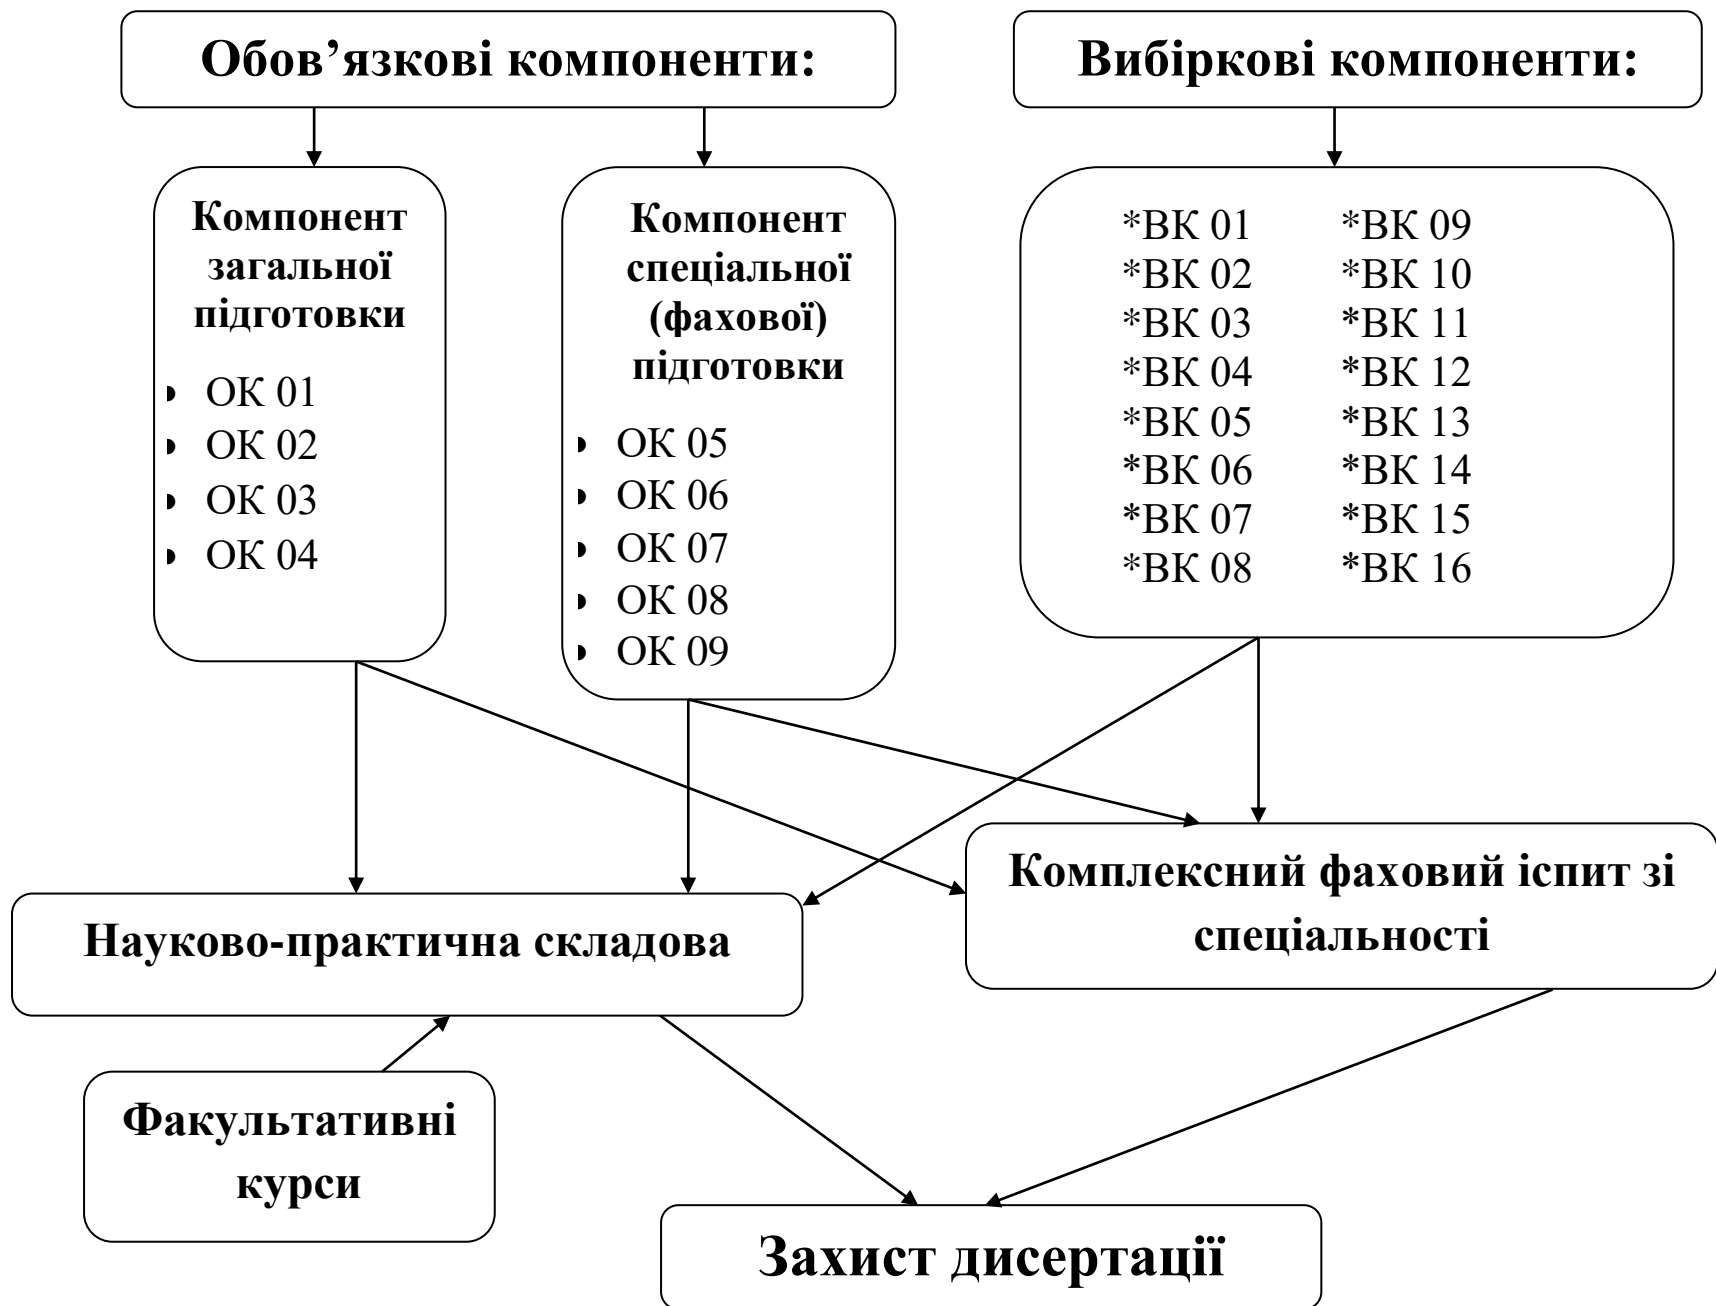 Обов’язкові компоненти:
Вибіркові компоненти:
Компонент
загальної
підготовки
• ОК 01
• ОК 02
• ОК 03
• ОК 04
Компонент
спеціальної
(фахової)
підготовки
• ОК 05
• ОК 06
• ОК 07
• ОК 08
• ОК 09
*ВК 01 *ВК 09
*ВК 02 *ВК 10
*ВК 03 *ВК 11
*ВК 04 *ВК 12
*ВК 05 *ВК 13
*ВК 06 *ВК 14
*ВК 07 *ВК 15
*ВК 08 *ВК 16
Комплексний фаховий іспит зі
спеціальності
Науково-практична складова
Факультативні
курси
Захист дисертації